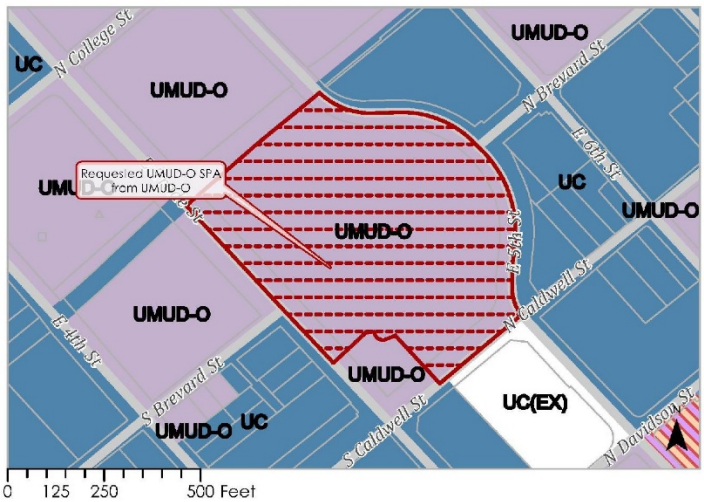 UMUD-O
N College St
UC
N Brevard St
UMUD-O
E 6th St
Requested UMUD-O SPA
from UMUD-O
UC
UMUD-O
St
UMUD-O
UMUD-O
E 5th St
N Caldwell St
UMUD-O
E 4th St
UMUD-O
S Brevard St
UC(EX)
UMUD-O
UC
S Caldwell St
N Davidson St
0 125 250 500 Feet